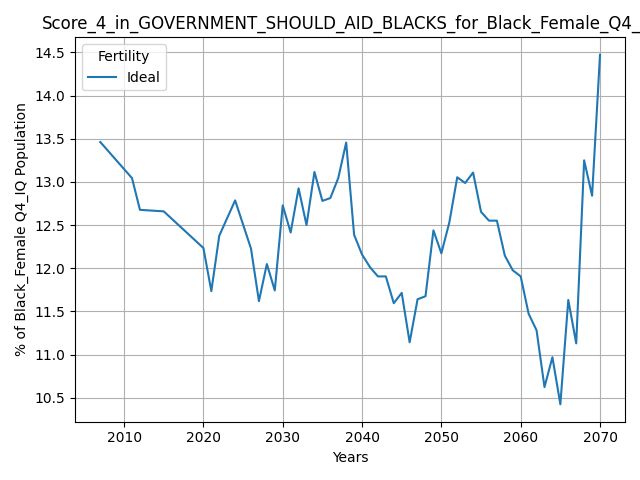 Score_4_in_GOVERNMENT_SHOULD_AID_BLACKS_for_Black_Female_Q4_
Fertility
Ideal
% of Black_Female Q4_IQ Population
14.5
14.0
13.5
13.0
12.5
12.0
11.5
11.0
10.5
2010 2020 2030 2040 2050 2060 2070
Years